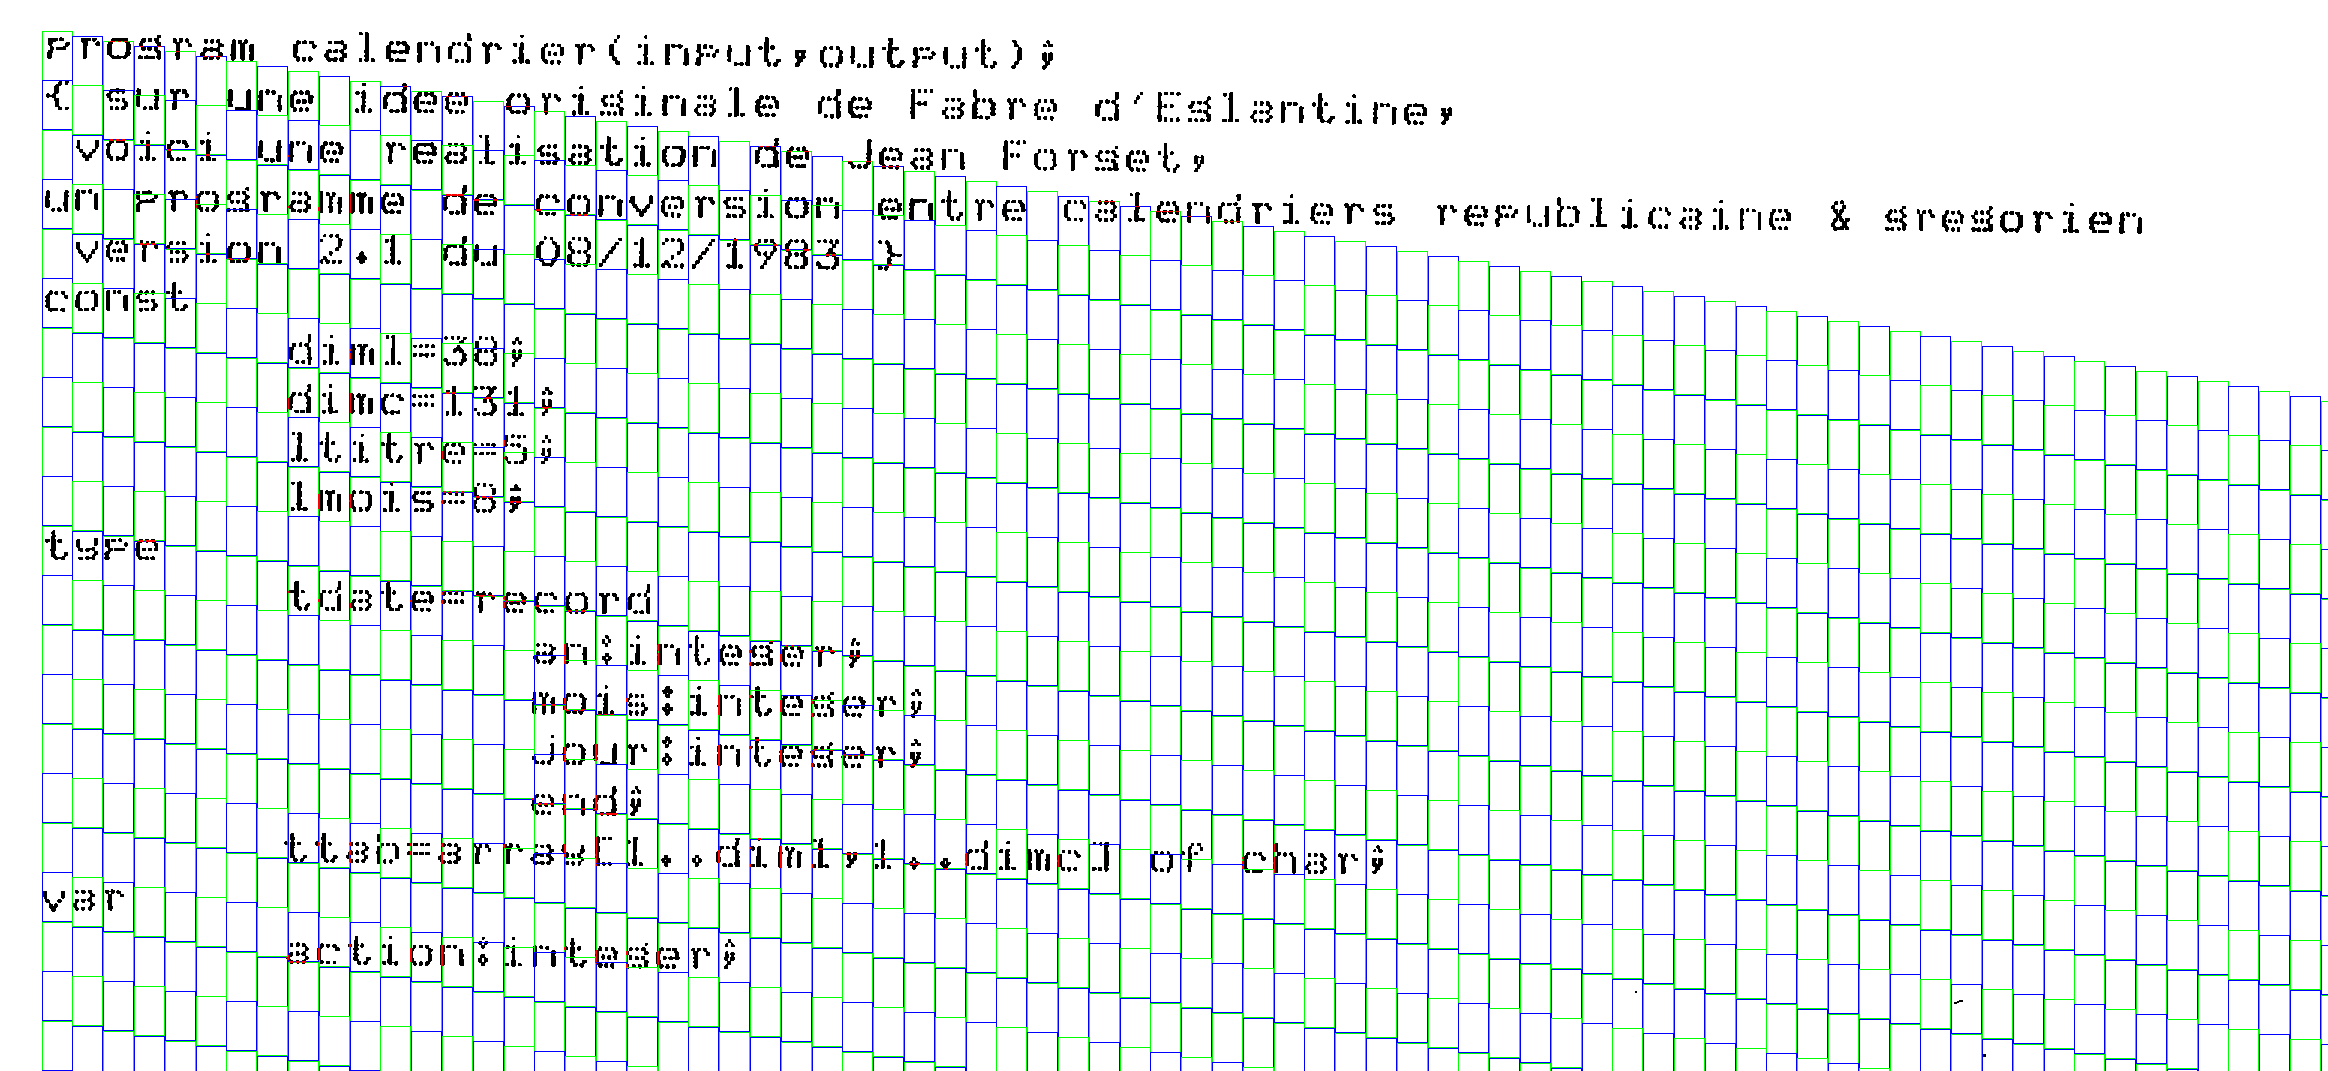 program calendrier(input,output);
{ sur une idee originale de Fabre d'Eglantine,
voici une realisation de Jean Forget,
un programme de conversion entre calendriers republicaine & gregorien
version 2.1 du 08/12/1983 }
const
diml=38;
dimc=131;
ltitre=5;
lmois=8;
type
tdate=record
an:integer;
mois:integer;
jour:integer;
end;
ttab=array[1..diml,1..dimc] of char;
var
action:integer;